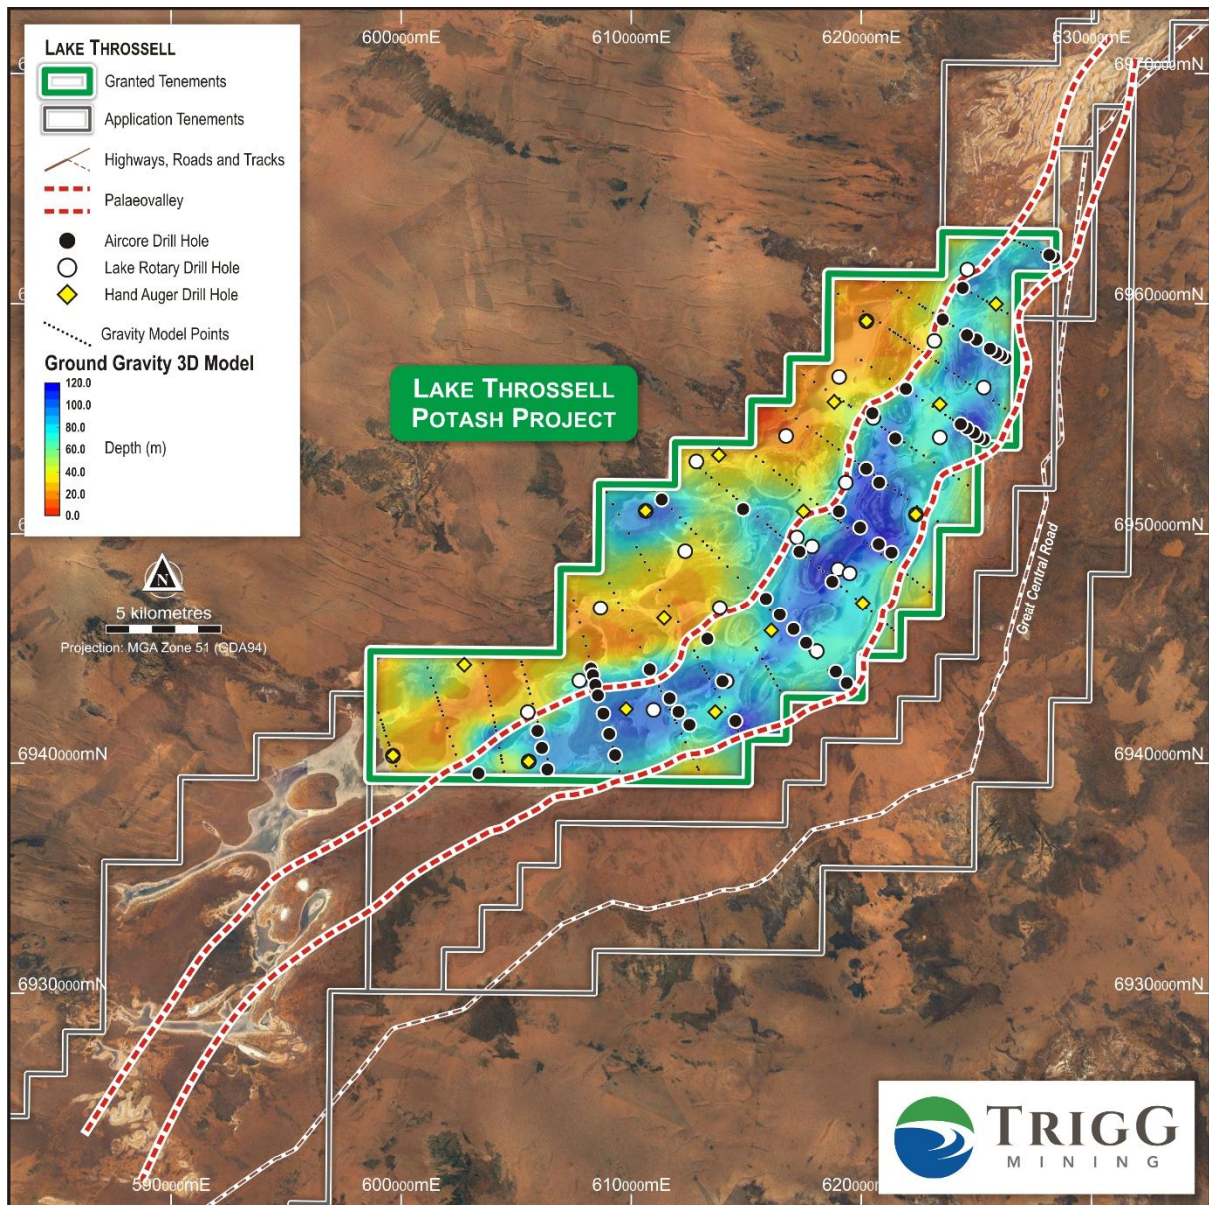 LAKE THROSSELL
Granted Tenements
Application Tenements
Highways, Roads and Tracks
Palaeovalley
Aircore Drill Hole
Lake Rotary Drill Hole
Hand Auger Drill Hole
Gravity Model Points
Ground Gravity 3D Model
120.0
100.0
80.0
60.0
40.0
20.0
0.0
Depth (m)
600000mE
610000mE
620000mE
630000mE
6970000mN
6960000mN
LAKE THROSSELL
POTASH PROJECT
6950000mN
Great Central Road
N
5 kilometres
Projection: MGA Zone 51 (GDA94)
6940000mN
6940000mN
6930000mN
6930000mN
590000mE
600000mE
610000mE
TRIGG
MINING